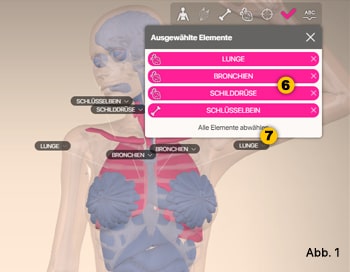 ABC
Ausgewählte Elemente
LUNGE
BRONCHIEN
SCHILDDRÜSE
6
SCHLÜSSELBEIN
Alle Elemente abwählen
7
SCHLÜSSELBEIN
SCHILDDRÜSE
LUNGE
BRONCHIEN
BRONCHIEN
LUNGE
Abb. 1